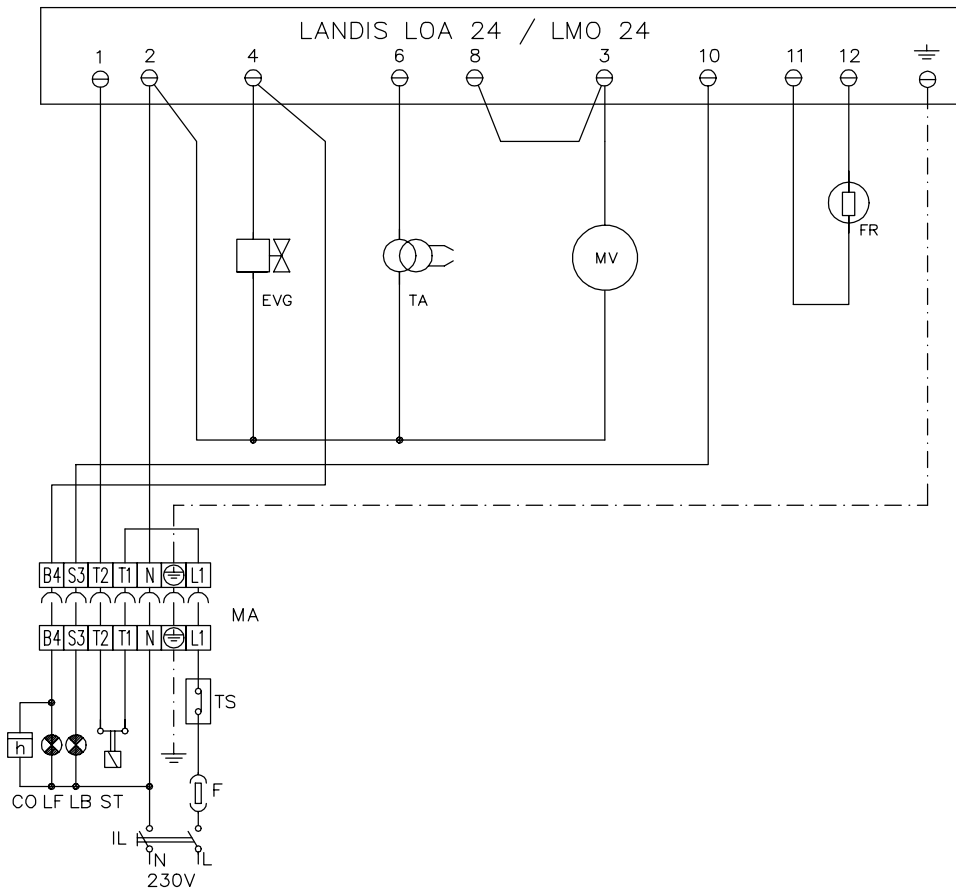 LANDIS LOA 24 / LMO 24
1 2 4 6 8 3 10 11 12
FR
MV
EVG TA
B4 S3 T2 T1 N L1
MA
B4 S3 T2 T1 N L1
TS
h
F
CO LF LB ST
IL
N L
230V